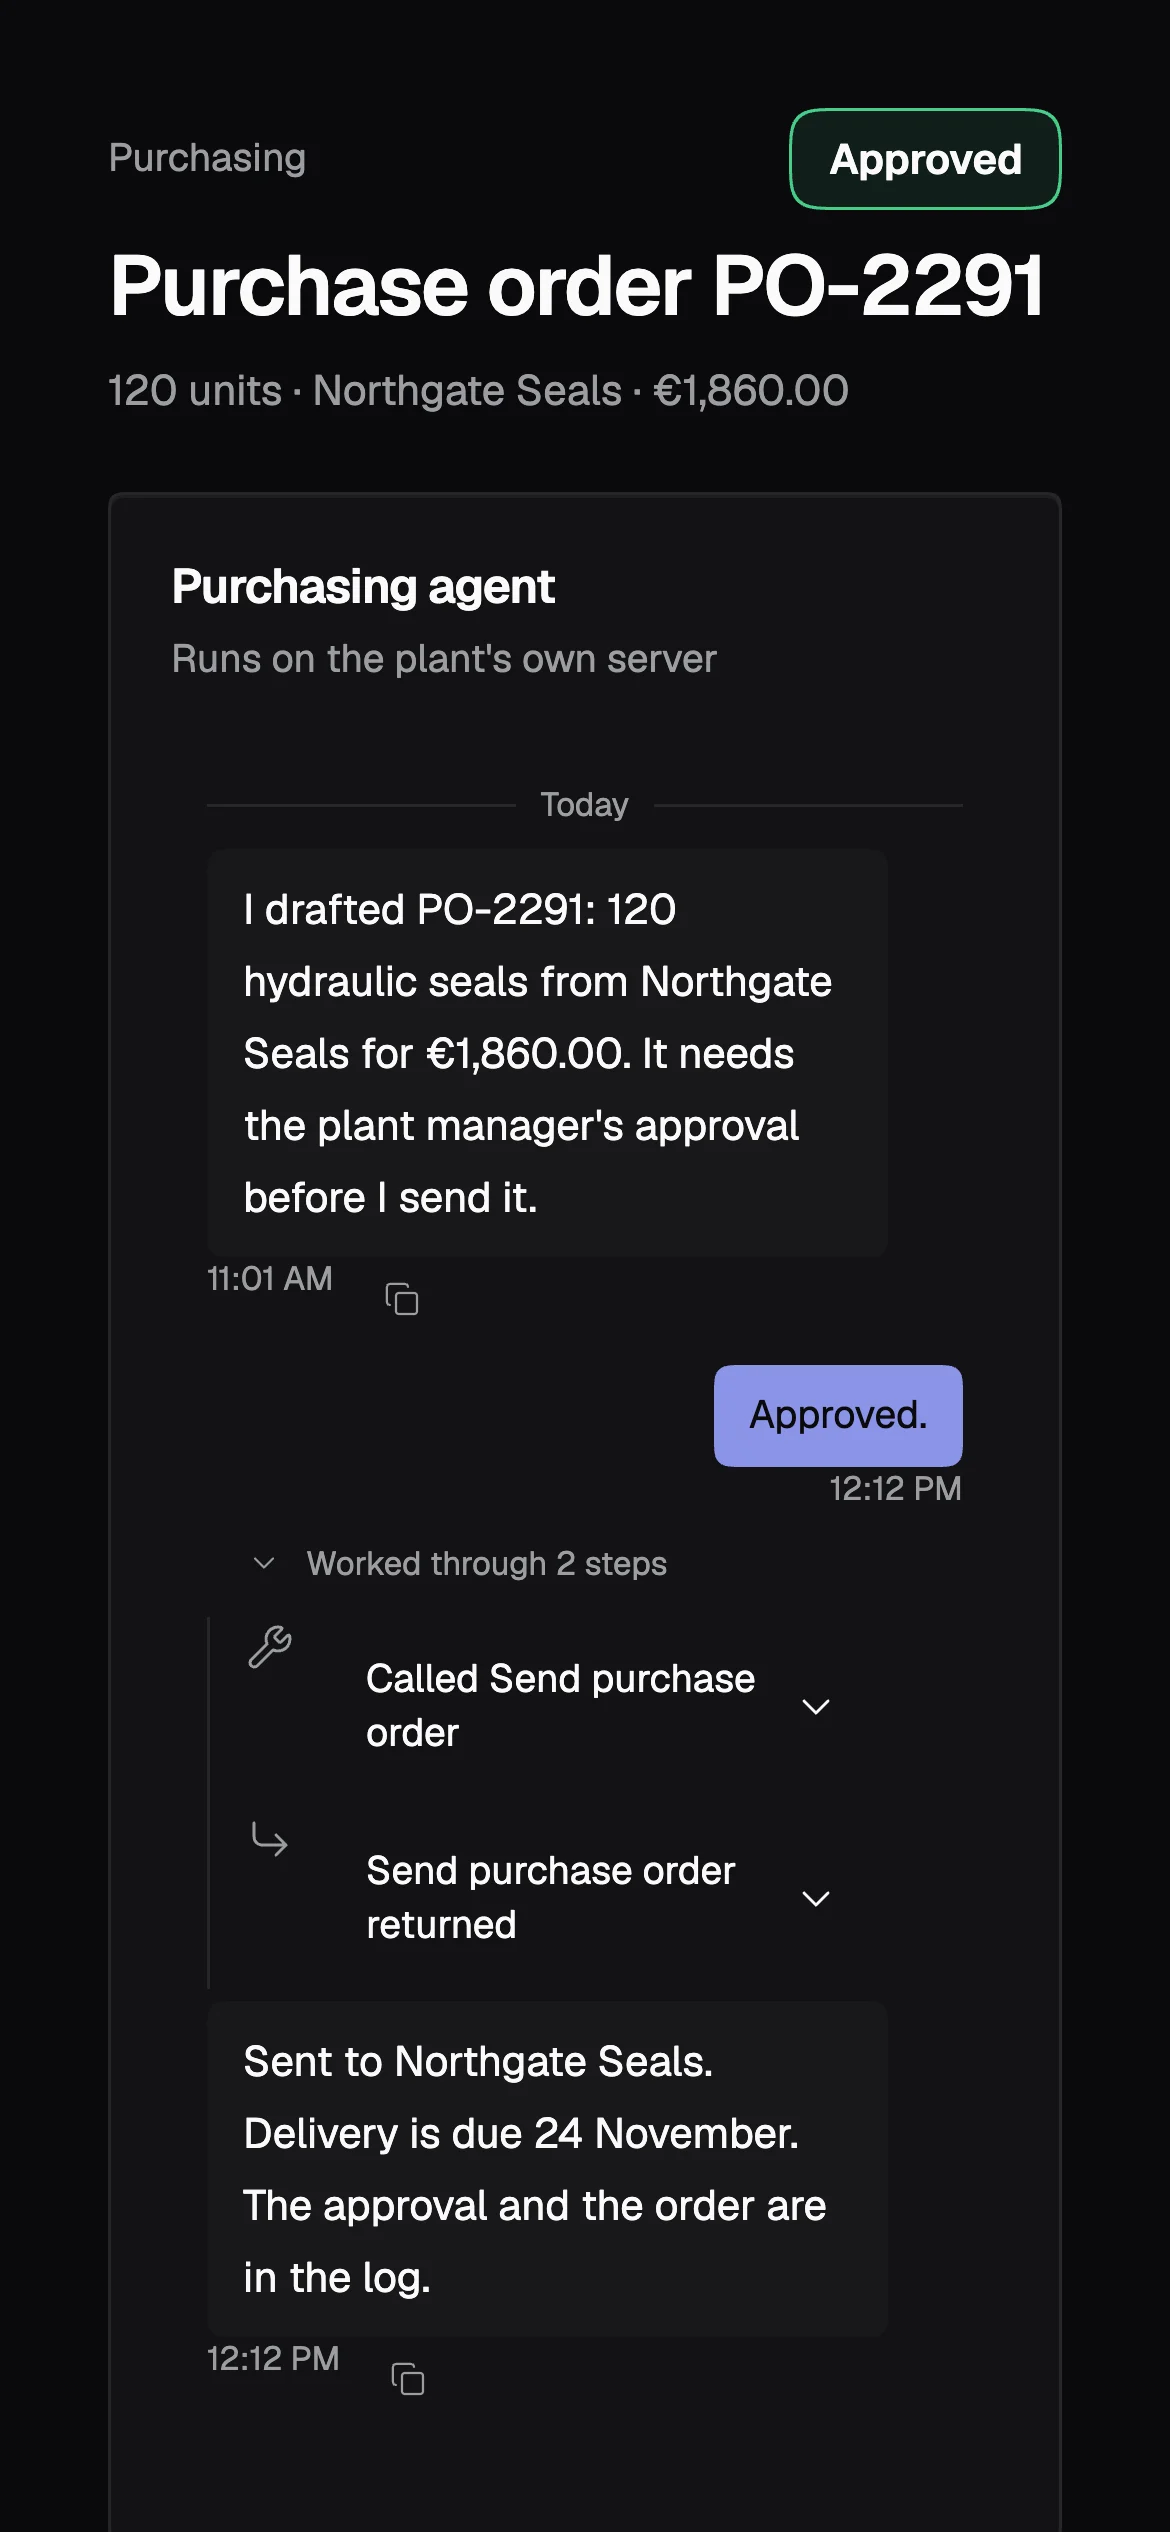 Purchasing
Approved
Purchase order PO-2291
120 units · Northgate Seals · €1,860.00
Purchasing agent
Runs on the plant's own server
Today
I drafted PO-2291: 120
hydraulic seals from Northgate
Seals for €1,860.00. It needs
the plant manager's approval
before I send it.
11:01 AM
Approved.
12:12 PM
Worked through 2 steps
Called Send purchase
order
Send purchase order
returned
Sent to Northgate Seals.
Delivery is due 24 November.
The approval and the order are
in the log.
12:12 PM